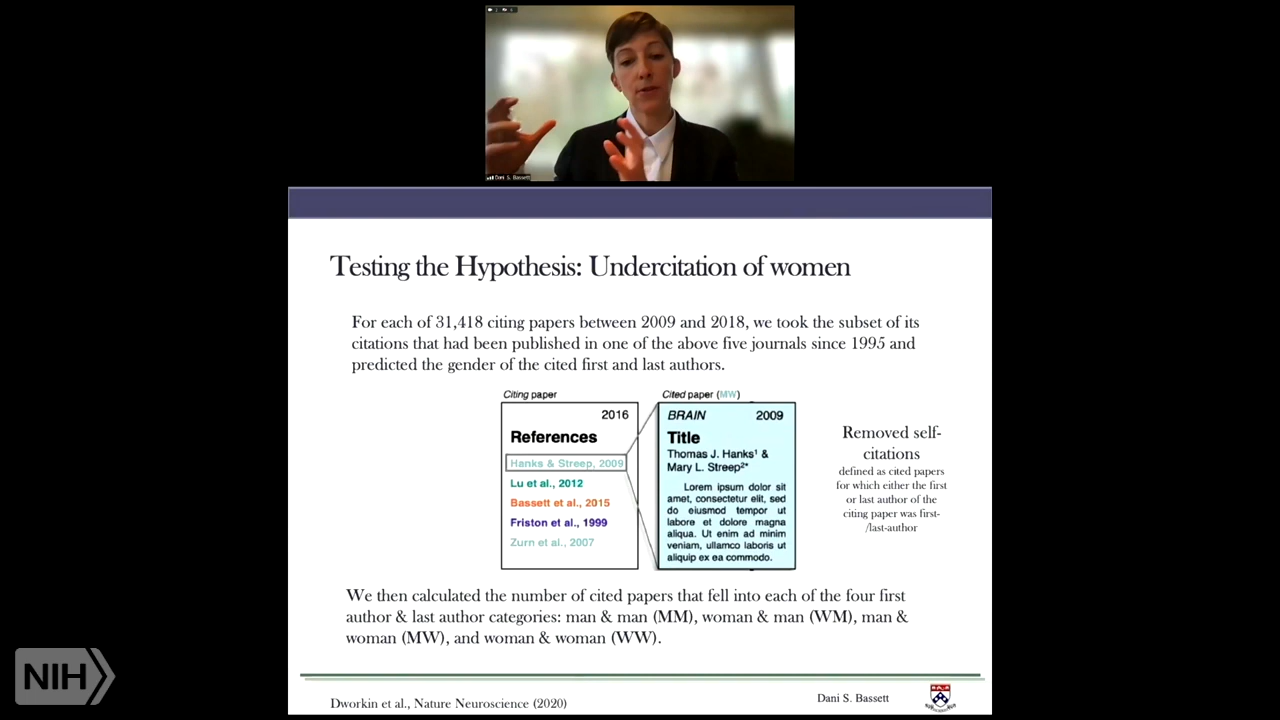 Dani S. Bassett
Testing the Hypothesis: Undercitation of women
For each of 31,418 citing papers between 2009 and 2018, we took the subset of its
citations that had been published in one of the above five journals since 1995 and
predicted the gender of the cited first and last authors.
Citing paper
2016
References
Hanks & Streep, 2009
Lu et al., 2012
Bassett et al., 2015
Friston et al., 1999
Zurn et al., 2007
Cited paper (MW)
BRAIN 2009
Title
Thomas J. Hanks¹ &
Mary L. Streep²*
Lorem ipsum dolor sit
amet, consectetur elit, sed
do eiusmod tempor ut
labore et dolore magna
aliqua. Ut enim ad minim
veniam, ullamco laboris ut
aliquip ex ea commodo.
Removed self-
citations
defined as cited papers
for which either the first
or last author of the
citing paper was first-
/last-author
We then calculated the number of cited papers that fell into each of the four first
author & last author categories: man & man (MM), woman & man (WM), man &
woman (MW), and woman & woman (WW).
NIH
Dworkin et al., Nature Neuroscience (2020)
Dani S. Bassett